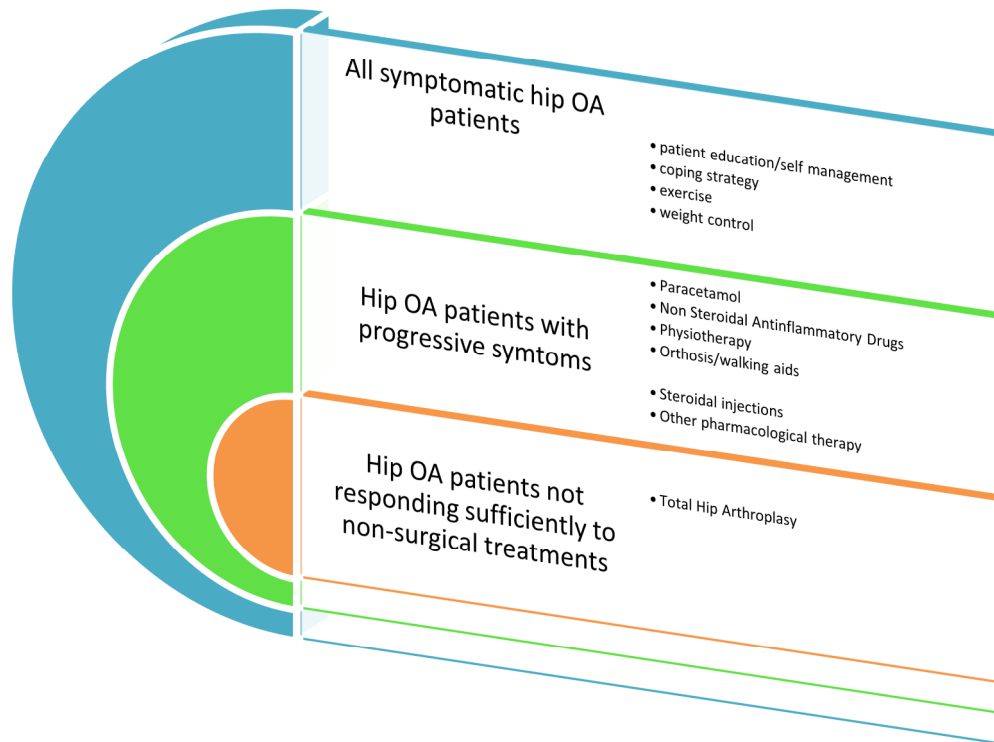 All symptomatic hip OA
patients
• patient education/self management
• coping strategy
• exercise
• weight control
Hip OA patients with
progressive symtoms
• Paracetamol
• Non Steroidal Antinflammatory Drugs
• Physiotherapy
• Orthosis/walking aids
• Steroidal injections
• Other pharmacological therapy
Hip OA patients not
responding sufficiently to
non-surgical treatments
• Total Hip Arthroplasy